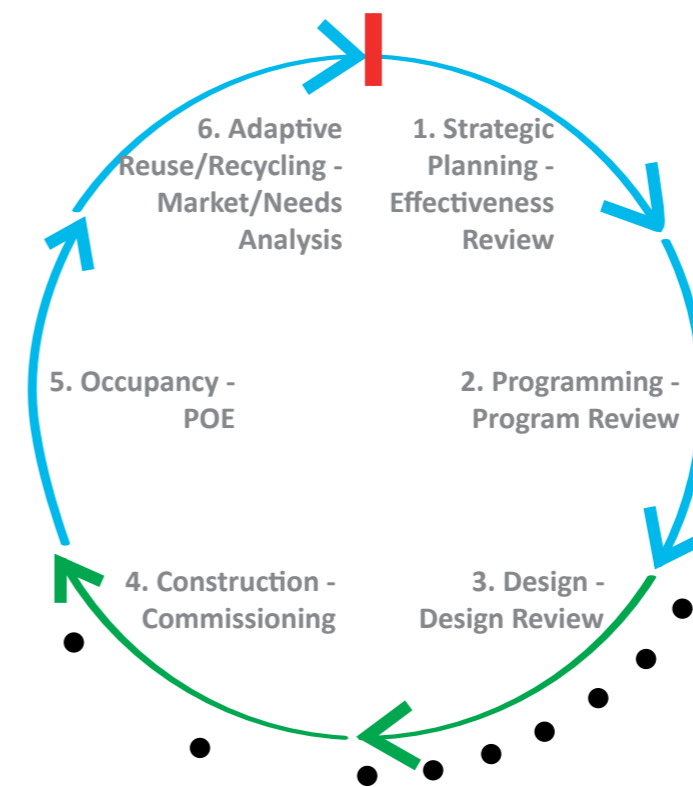 1. Strategic
Planning -
Effectiveness
Review
2. Programming -
Program Review
3. Design -
Design Review
4. Construction -
Commissioning
5. Occupancy -
POE
6. Adaptive
Reuse/Recycling -
Market/Needs
Analysis